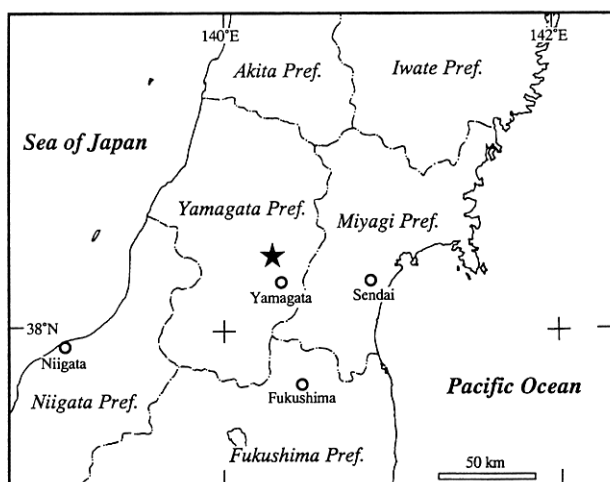 140°E
142°E
Akita Pref.
Iwate Pref.
Sea of Japan
Yamagata Pref.
Miyagi Pref.
Yamagata
Sendai
38°N
Niigata
Fukushima
Pacific Ocean
Niigata Pref.
Fukushima Pref.
50 km